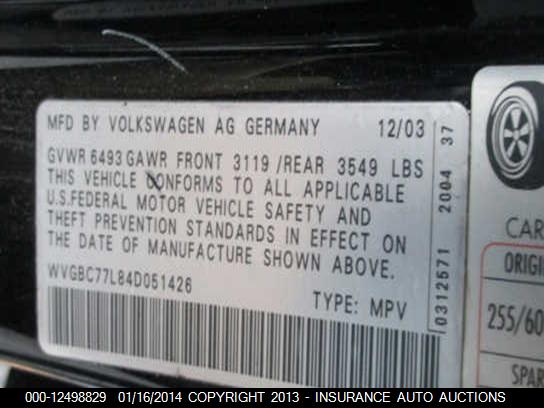 MFD BY VOLKSWAGEN AG GERMANY 12/03
GVWR 6493 GAWR FRONT 3119 /REAR 3549 LBS
THIS VEHICLE CONFORMS TO ALL APPLICABLE
U.S.FEDERAL MOTOR VEHICLE SAFETY AND
THEFT PREVENTION STANDARDS IN EFFECT ON
THE DATE OF MANUFACTURE SHOWN ABOVE.
WVGBC77L84D051426
TYPE: MPV
0312571 2004 37
CAR
ORIGI
255/60
SPAR
000-12498829 01/16/2014 COPYRIGHT 2013 - INSURANCE AUTO AUCTIONS